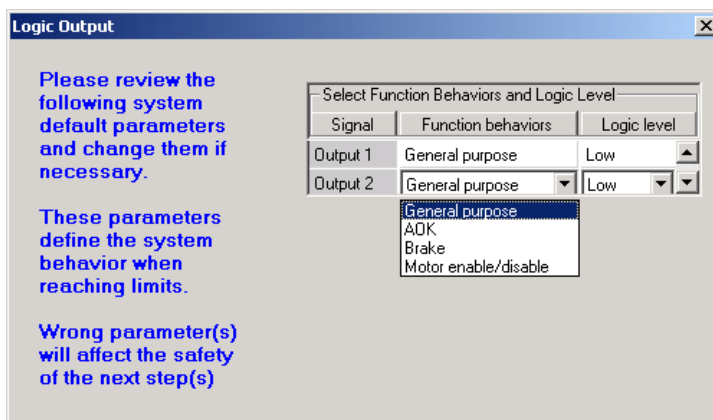 Logic Output
Please review the
following system
default parameters
and change them if
necessary.
These parameters
define the system
behavior when
reaching limits.
Wrong parameter(s)
will affect the safety
of the next step(s)
Select Function Behaviors and Logic Level
Signal Function behaviors Logic level
Output 1 General purpose Low
Output 2 General purpose Low
General purpose
AOK
Brake
Motor enable/disable